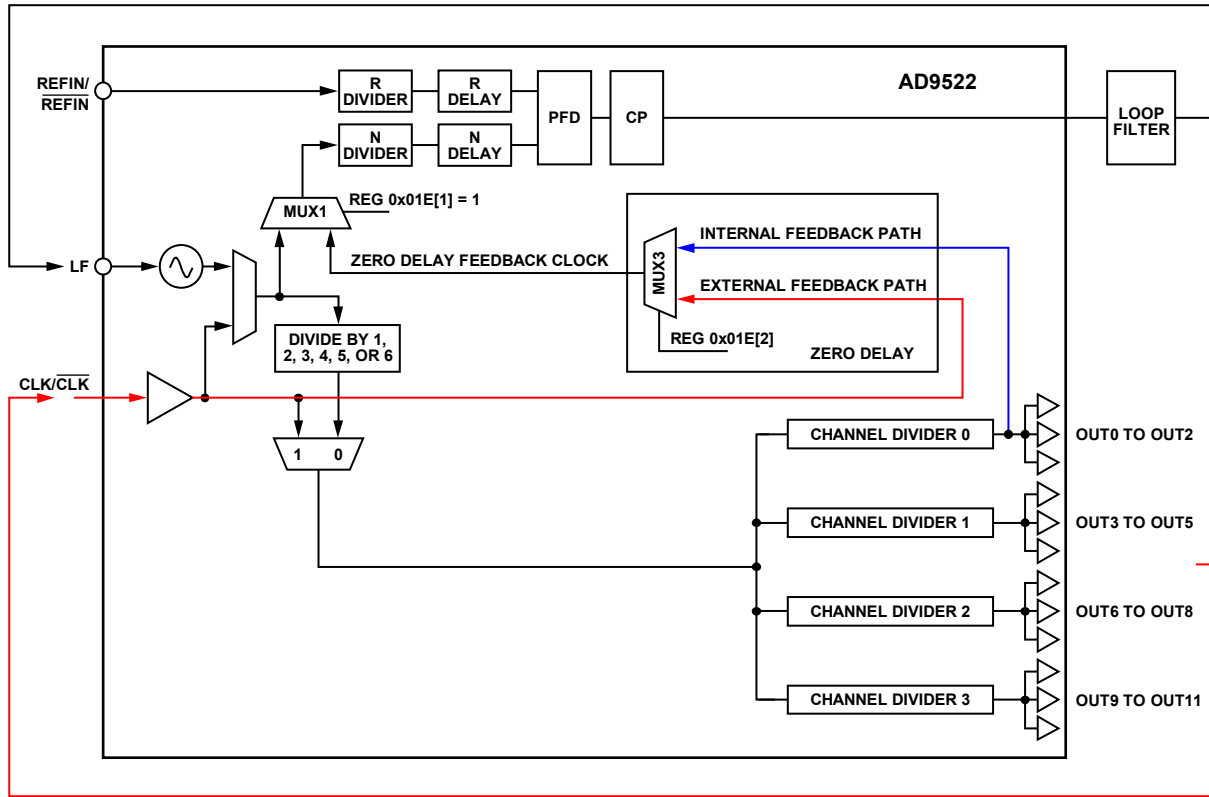 AD9522
REFIN/
REFIN
R
DIVIDER
R
DELAY
PFD
CP
LOOP
FILTER
N
DIVIDER
N
DELAY
REG 0x01E[1] = 1
MUX1
INTERNAL FEEDBACK PATH
LF
ZERO DELAY FEEDBACK CLOCK
MUX3
EXTERNAL FEEDBACK PATH
REG 0x01E[2]
ZERO DELAY
DIVIDE BY 1,
2, 3, 4, 5, OR 6
CLK/CLK
1 0
CHANNEL DIVIDER 0
OUT0 TO OUT2
CHANNEL DIVIDER 1
OUT3 TO OUT5
CHANNEL DIVIDER 2
OUT6 TO OUT8
CHANNEL DIVIDER 3
OUT9 TO OUT11